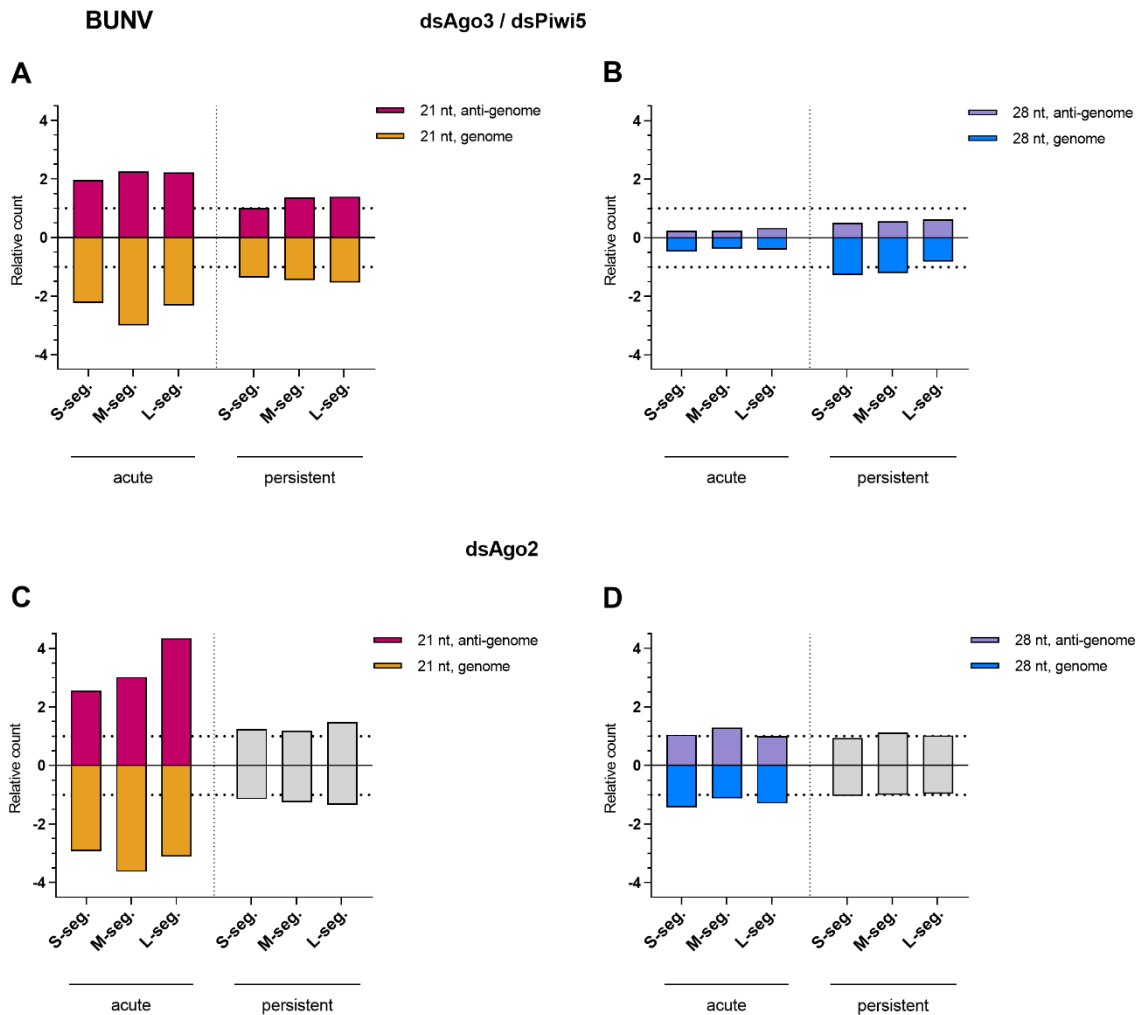 BUNV
dsAgo3 / dsPiwi5
A
21 nt, anti-genome
21 nt, genome
Relative count
4
2
0
-2
-4
S-seg.
M-seg.
L-seg.
S-seg.
M-seg.
L-seg.
acute
persistent
B
28 nt, anti-genome
28 nt, genome
Relative count
4
2
0
-2
-4
S-seg.
M-seg.
L-seg.
S-seg.
M-seg.
L-seg.
acute
persistent
dsAgo2
C
21 nt, anti-genome
21 nt, genome
Relative count
4
2
0
-2
-4
S-seg.
M-seg.
L-seg.
S-seg.
M-seg.
L-seg.
acute
persistent
D
28 nt, anti-genome
28 nt, genome
Relative count
4
2
0
-2
-4
S-seg.
M-seg.
L-seg.
S-seg.
M-seg.
L-seg.
acute
persistent